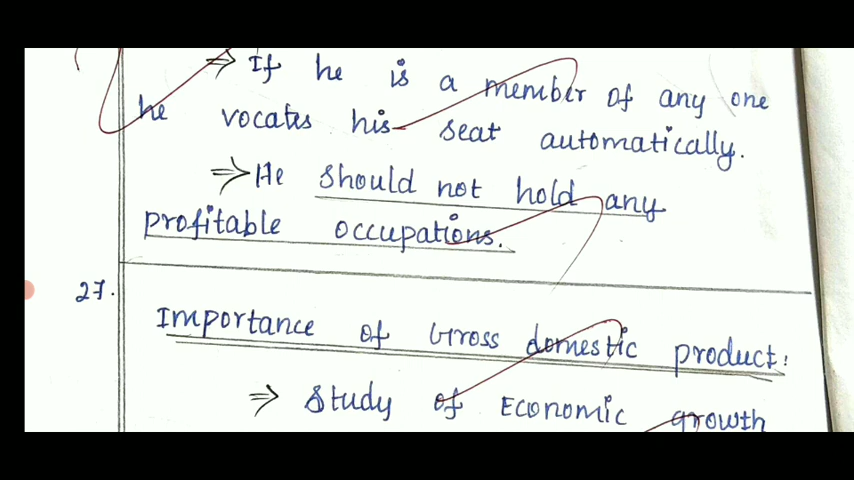 ⇒ If he is a member of any one
he vocates his seat automatically.
⇒ He should not hold any
profitable occupations.
27.
Importance of Gross domestic product:
⇒ Study of Economic growth